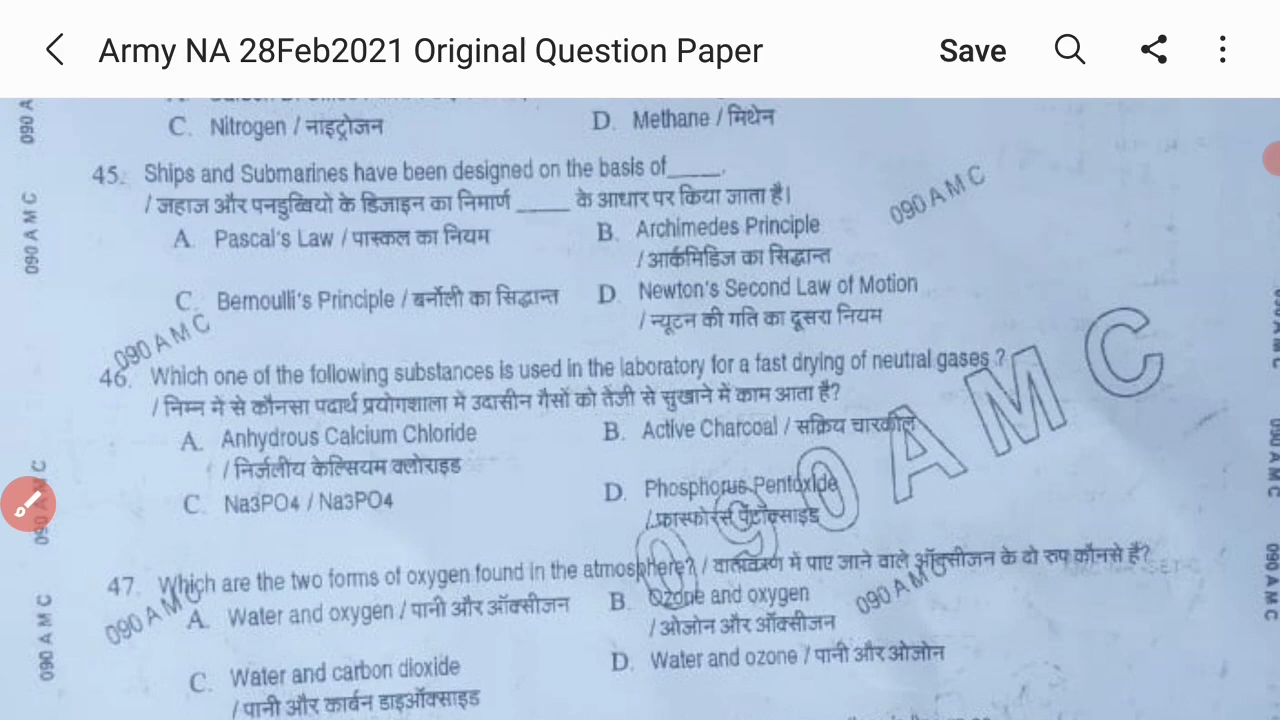 Army NA 28Feb2021 Original Question Paper
Save
C. Nitrogen / नाइट्रोजन
D. Methane / मिथेन
45. Ships and Submarines have been designed on the basis of_____.
/ जहाज और पनडुब्बियो के डिजाइन का निमार्ण _____ के आधार पर किया जाता है।
A. Pascal's Law / पास्कल का नियम
B. Archimedes Principle
/ आर्कमिडिज का सिद्धान्त
C. Bernoulli's Principle / बर्नोली का सिद्धान्त
D. Newton's Second Law of Motion
/ न्यूटन की गति का दूसरा नियम
46. Which one of the following substances is used in the laboratory for a fast drying of neutral gases ?
/ निम्न मे से कौनसा पदार्थ प्रयोगशाला में उदासीन गैसों को तेजी से सुखाने में काम आता है?
A. Anhydrous Calcium Chloride
/ निर्जलीय केल्सियम क्लोराइड
B. Active Charcoal / सक्रिय चारकोल
C. Na3PO4 / Na3PO4
D. Phosphorus Pentoxide
/ फ़ास्फोरस पेंटॉक्साइड
47. Which are the two forms of oxygen found in the atmosphere? / वातावरण में पाए जाने वाले ऑक्सीजन के दो रुप कौनसे हैं?
A. Water and oxygen / पानी और ऑक्सीजन
B. Ozone and oxygen
/ ओजोन और ऑक्सीजन
C. Water and carbon dioxide
/ पानी और कार्बन डाइऑक्साइड
D. Water and ozone / पानी और ओजोन
090 A M C
090 A M C
090 A M C
090 A M C
090 A M C
090 A M C
090 A M C
090 A M C
090 A M C